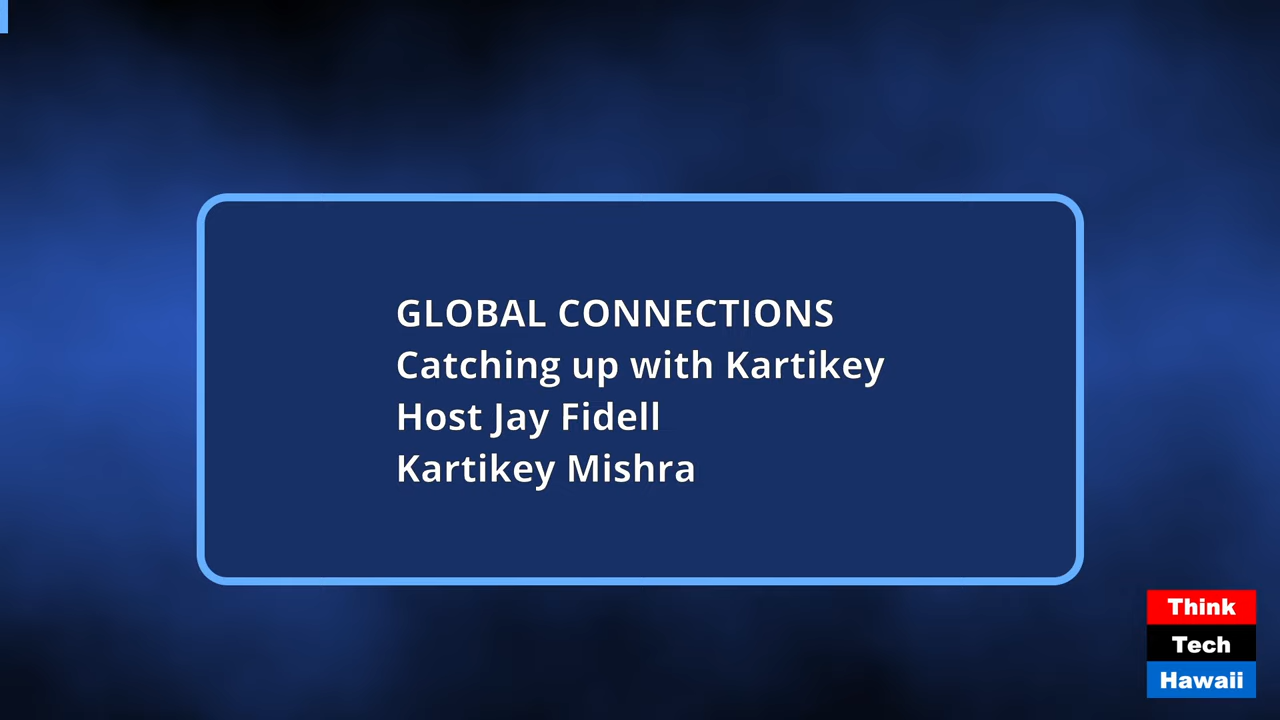 GLOBAL CONNECTIONS
Catching up with Kartikey
Host Jay Fidell
Kartikey Mishra
Think
Tech
Hawaii